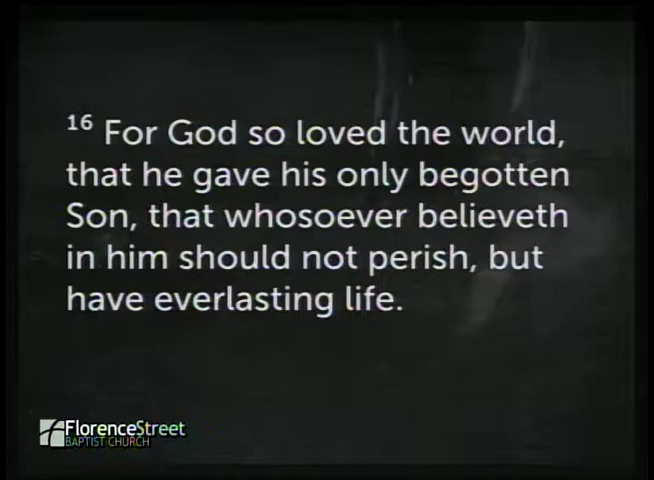 16 For God so loved the world,
that he gave his only begotten
Son, that whosoever believeth
in him should not perish, but
have everlasting life.
FlorenceStreet
BAPTIST CHURCH